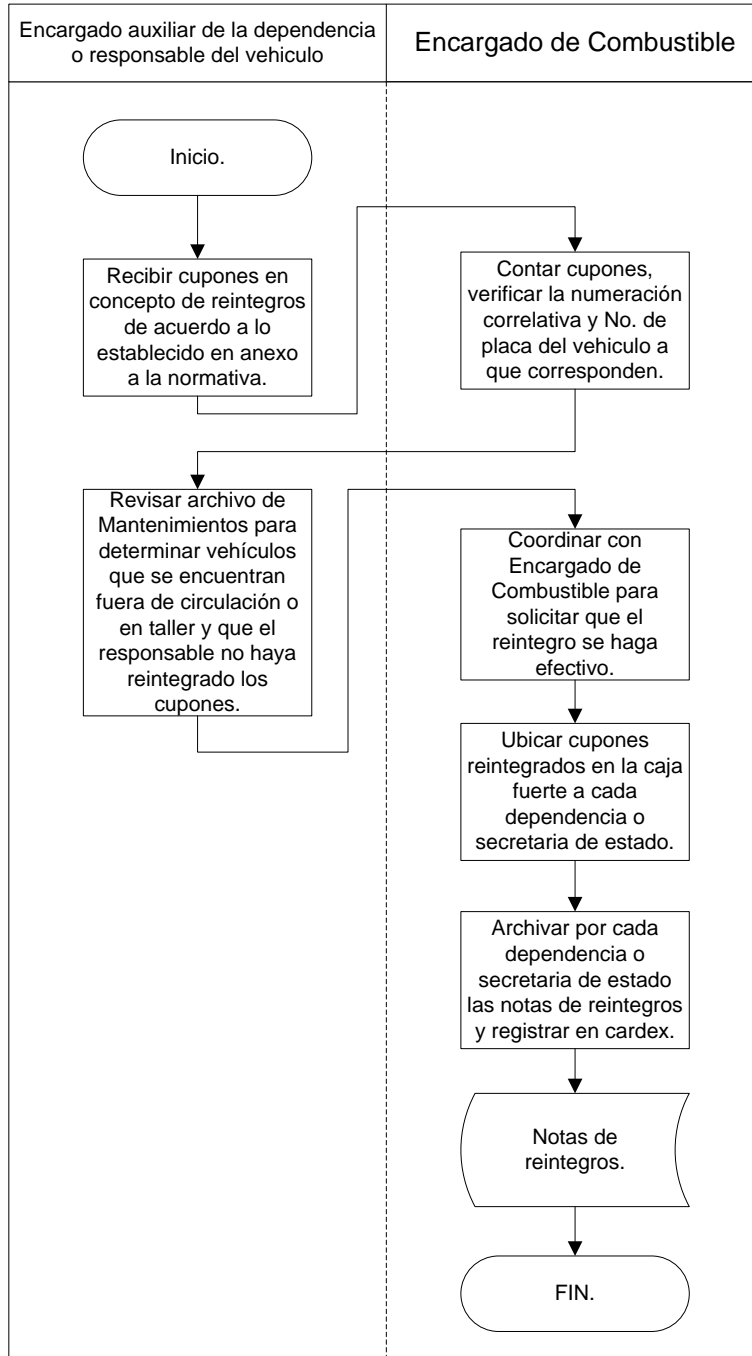 Encargado auxiliar de la dependencia
o responsable del vehiculo
Encargado de Combustible
Inicio.
Recibir cupones en
concepto de reintegros
de acuerdo a lo
establecido en anexo
a la normativa.
Contar cupones,
verificar la numeración
correlativa y No. de
placa del vehiculo a
que corresponden.
Revisar archivo de
Mantenimientos para
determinar vehículos
que se encuentran
fuera de circulación o
en taller y que el
responsable no haya
reintegrado los
cupones.
Coordinar con
Encargado de
Combustible para
solicitar que el
reintegro se haga
efectivo.
Ubicar cupones
reintegrados en la caja
fuerte a cada
dependencia o
secretaria de estado.
Archivar por cada
dependencia o
secretaria de estado
las notas de reintegros
y registrar en cardex.
Notas de
reintegros.
FIN.